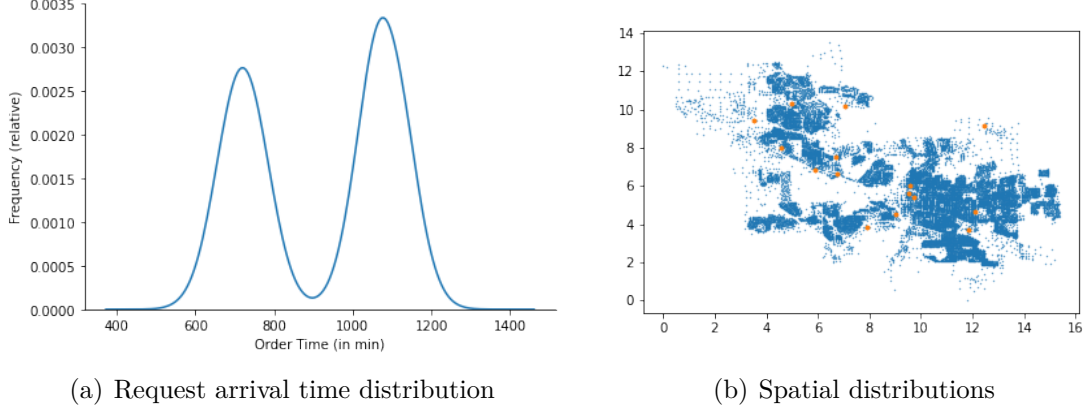 0.0035
0.0030
0.0025
0.0020
0.0015
0.0010
0.0005
0.0000
Frequency (relative)
400 600 800 1000 1200 1400
Order Time (in min)
14
12
10
8
6
4
2
0
0 2 4 6 8 10 12 14 16
(a) Request arrival time distribution
(b) Spatial distributions